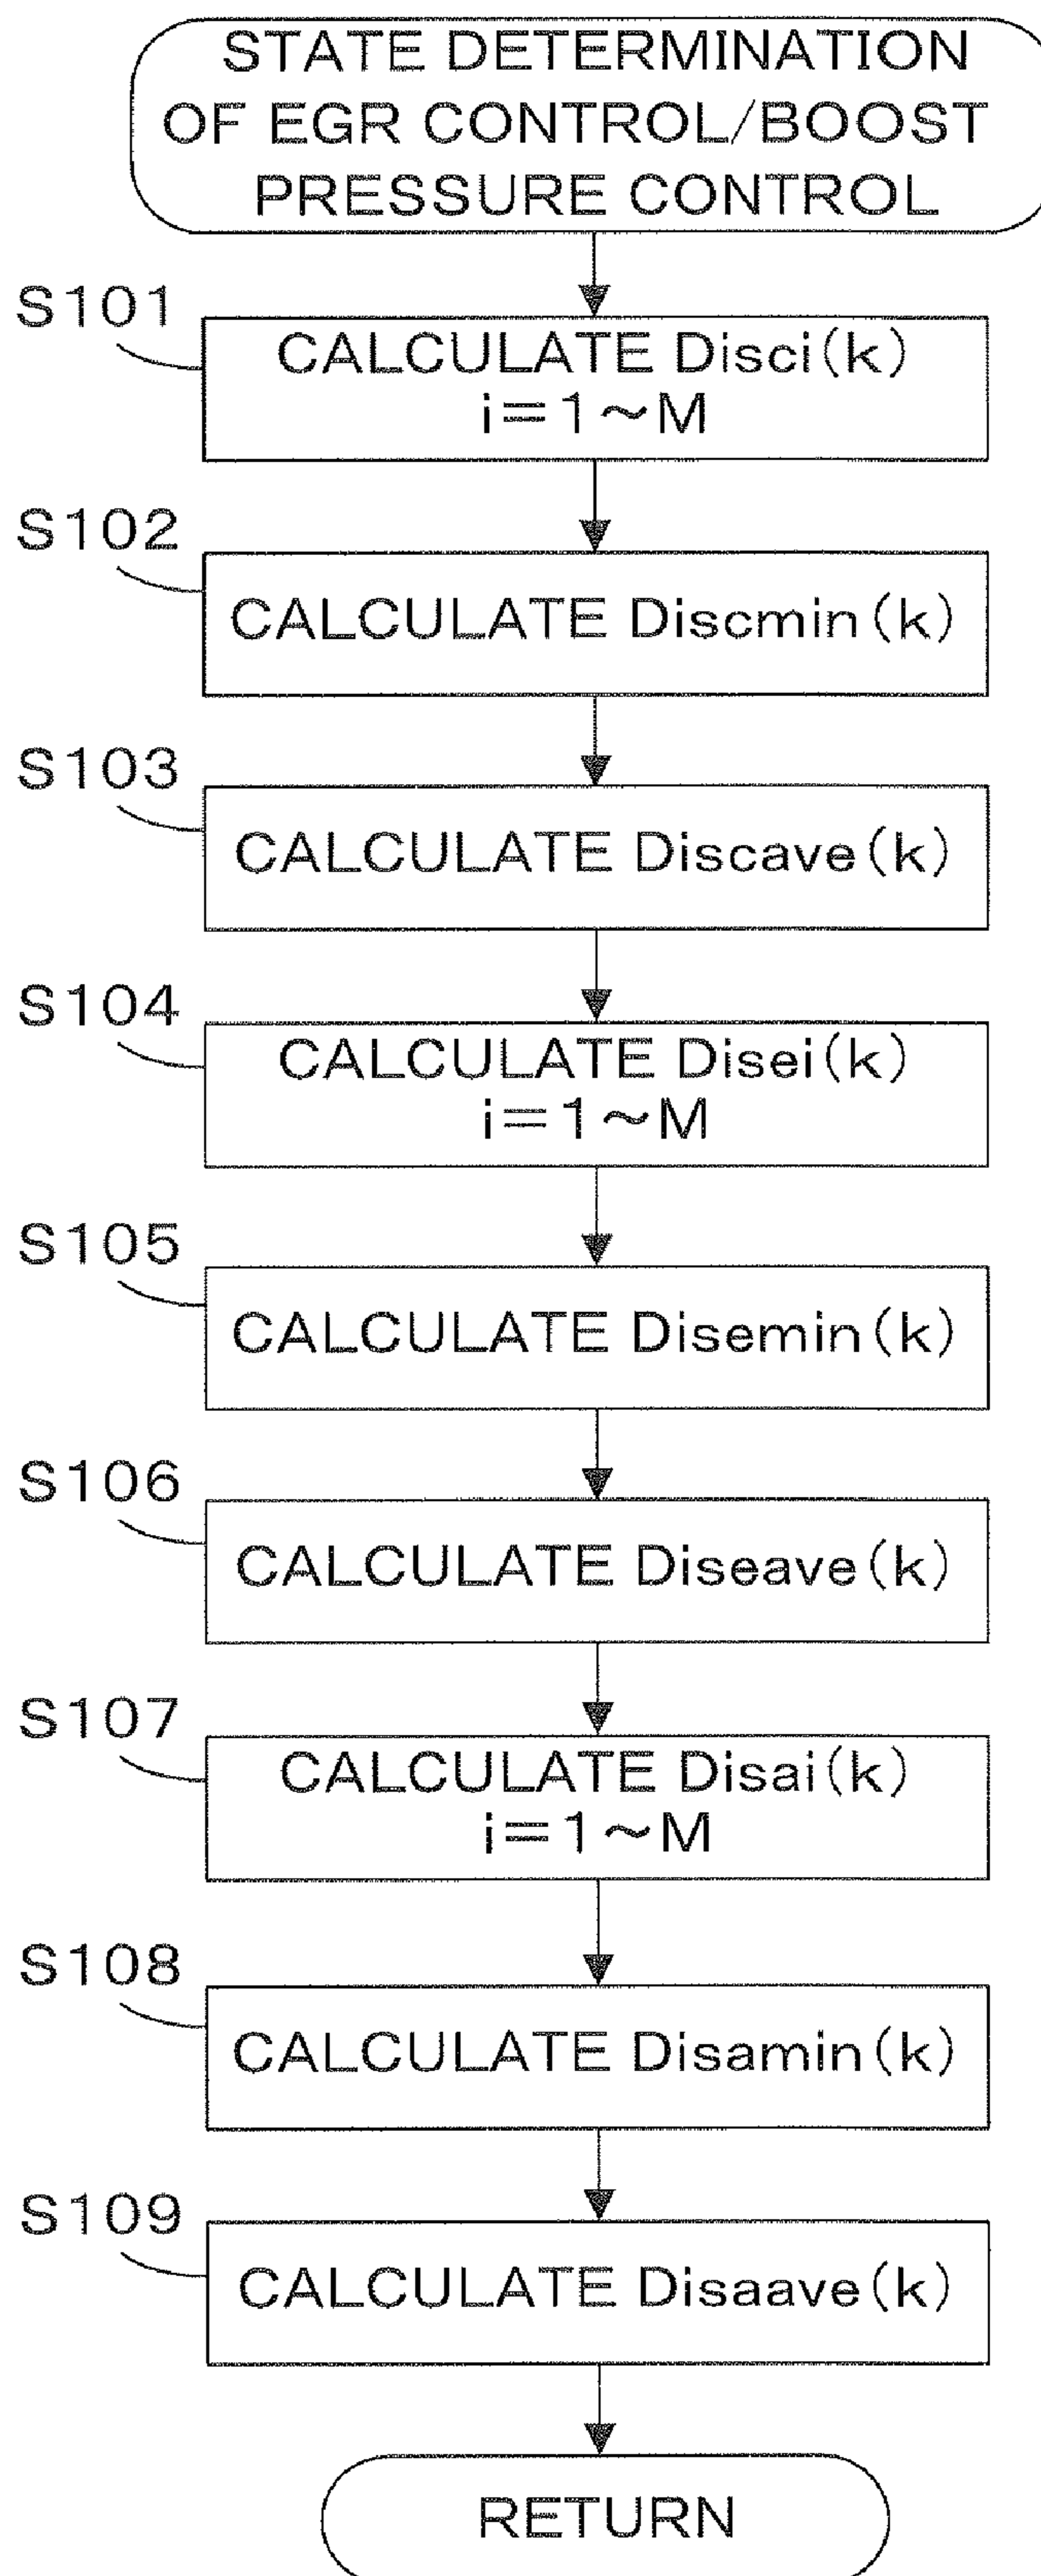 STATE DETERMINATION
OF EGR CONTROL/BOOST
PRESSURE CONTROL
S101
CALCULATE Disci(k)
i=1~M
S102
CALCULATE Discmin(k)
S103
CALCULATE Discave(k)
S104
CALCULATE Disei(k)
i=1~M
S105
CALCULATE Disemin(k)
S106
CALCULATE Diseave(k)
S107
CALCULATE Disai(k)
i=1~M
S108
CALCULATE Disamin(k)
S109
CALCULATE Disaave(k)
RETURN